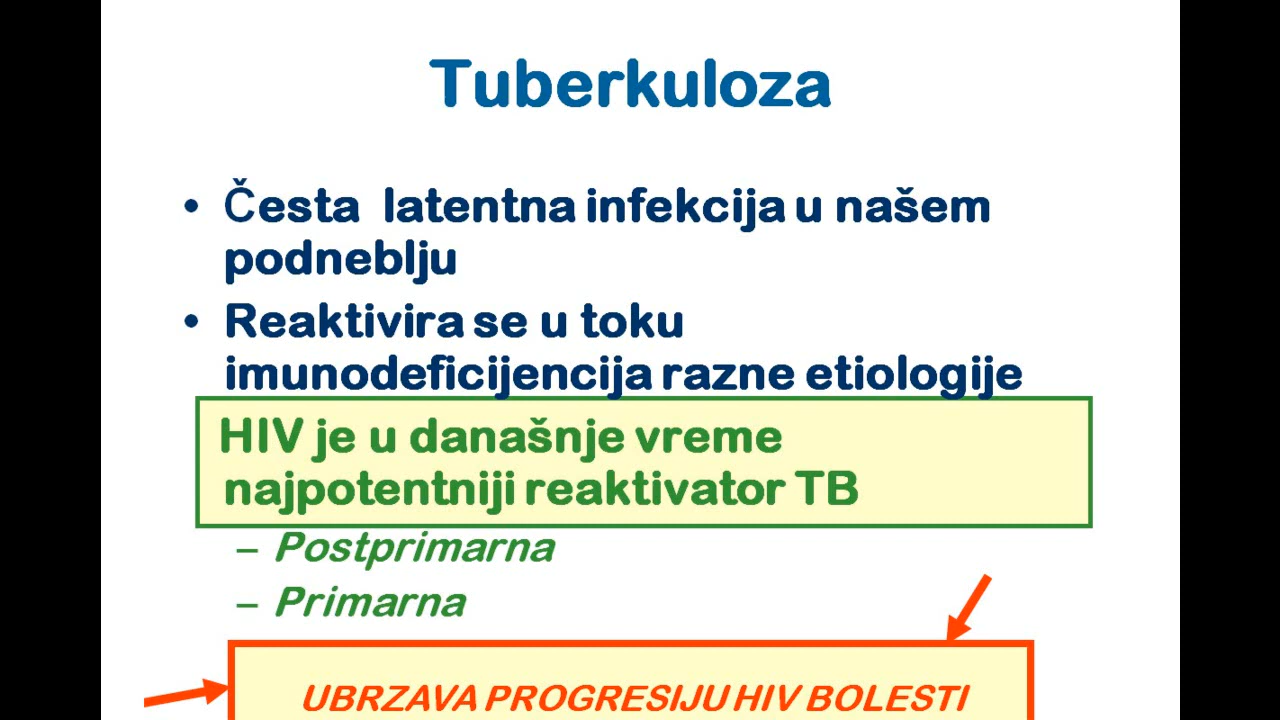 Tuberkuloza
• Česta latentna infekcija u našem
podneblju
• Reaktivira se u toku
imunodeficijencija razne etiologije
HIV je u današnje vreme
najpotentniji reaktivator TB
– Postprimarna
– Primarna
UBRZAVA PROGRESIJU HIV BOLESTI